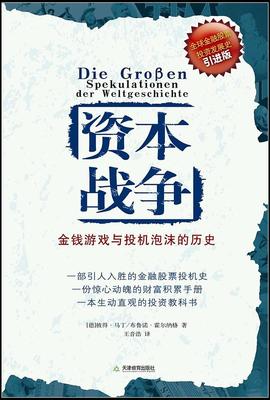 全球金融股票
投资发展史
引进版
Die Großen
Spekulationen
der Weltgeschichte
资本
战争
金钱游戏与投机泡沫的历史
一部引人入胜的金融股票投机史
一份惊心动魄的财富积累手册
一本生动直观的投资教科书
[德]彼得·马丁/布鲁诺·霍尔纳格 著
王音浩 译
天津教育出版社